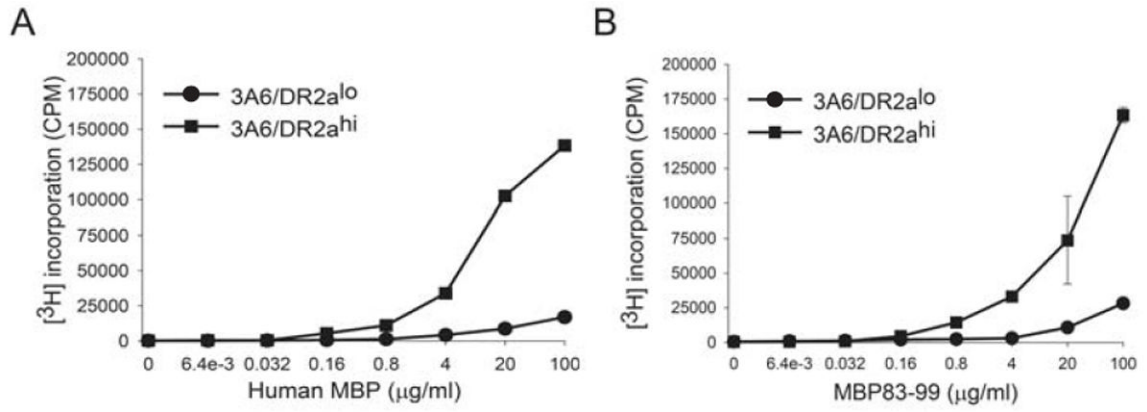 A
[3H] incorporation (CPM)
200000
175000
150000
125000
100000
75000
50000
25000
0
3A6/DR2alo
3A6/DR2ahi
0 6.4e-3 0.032 0.16 0.8 4 20 100
Human MBP (μg/ml)
B
[3H] incorporation (CPM)
200000
175000
150000
125000
100000
75000
50000
25000
0
3A6/DR2alo
3A6/DR2ahi
0 6.4e-3 0.032 0.16 0.8 4 20 100
MBP83-99 (μg/ml)